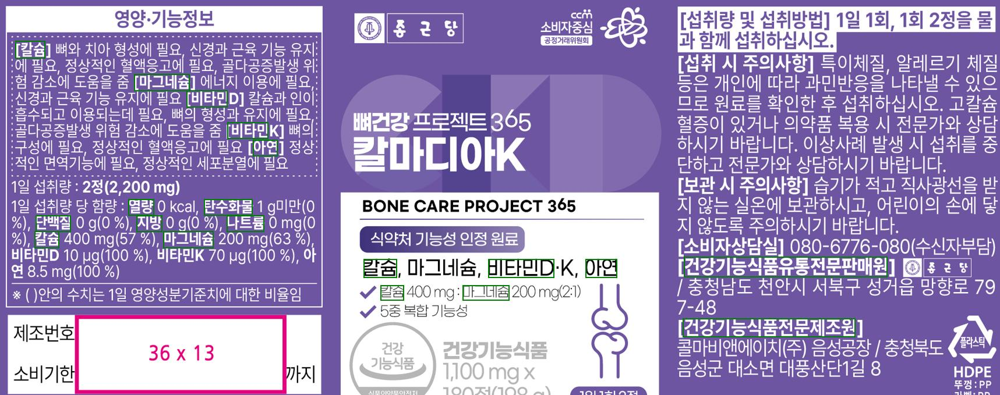 영양·기능정보
[칼슘] 뼈와 치아 형성에 필요, 신경과 근육 기능 유지
에 필요, 정상적인 혈액응고에 필요, 골다공증발생 위
험 감소에 도움을 줌 [마그네슘] 에너지 이용에 필요,
신경과 근육 기능 유지에 필요 [비타민D] 칼슘과 인이
흡수되고 이용되는데 필요, 뼈의 형성과 유지에 필요,
골다공증발생 위험 감소에 도움을 줌 [비타민K] 뼈의
구성에 필요, 정상적인 혈액응고에 필요 [아연] 정상
적인 면역기능에 필요, 정상적인 세포분열에 필요
1일 섭취량 : 2정(2,200 mg)
1일 섭취량 당 함량 : 열량 0 kcal, 탄수화물 1 g미만(0
%), 단백질 0 g(0 %), 지방 0 g(0 %), 나트륨 0 mg(0
%), 칼슘 400 mg(57 %), 마그네슘 200 mg(63 %),
비타민D 10 µg(100 %), 비타민K 70 µg(100 %), 아
연 8.5 mg(100 %)
※ ( )안의 수치는 1일 영양성분기준치에 대한 비율임
제조번호
36 x 13
소비기한
까지
종근당
ccm
소비자중심
공정거래위원회
뼈건강 프로젝트 365
칼마디아K
BONE CARE PROJECT 365
식약처 기능성 인정 원료
칼슘, 마그네슘, 비타민D·K, 아연
칼슘 400 mg : 마그네슘 200 mg(2:1)
5중 복합 기능성
건강
기능식품
건강기능식품
1,100 mg x
[섭취량 및 섭취방법] 1일 1회, 1회 2정을 물
과 함께 섭취하십시오.
[섭취 시 주의사항] 특이체질, 알레르기 체질
등은 개인에 따라 과민반응을 나타낼 수 있으
므로 원료를 확인한 후 섭취하십시오. 고칼슘
혈증이 있거나 의약품 복용 시 전문가와 상담
하시기 바랍니다. 이상사례 발생 시 섭취를 중
단하고 전문가와 상담하시기 바랍니다.
[보관 시 주의사항] 습기가 적고 직사광선을 받
지 않는 실온에 보관하시고, 어린이의 손에 닿
지 않도록 주의하시기 바랍니다.
[소비자상담실] 080-6776-080(수신자부담)
[건강기능식품유통전문판매원] 종근당
/ 충청남도 천안시 서북구 성거읍 망향로 79
7-48
[건강기능식품전문제조원]
콜마비앤에이치(주) 음성공장 / 충청북도
음성군 대소면 대풍산단1길 8
플라스틱
HDPE
뚜껑 : PP